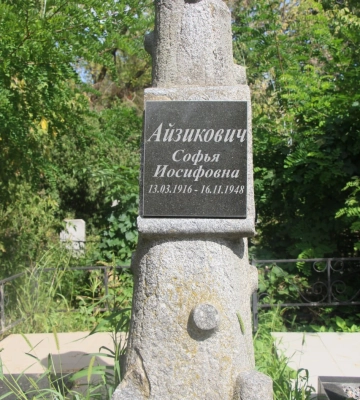 Айзикович
Софья
Иосифовна
13.03.1916 - 16.11.1948